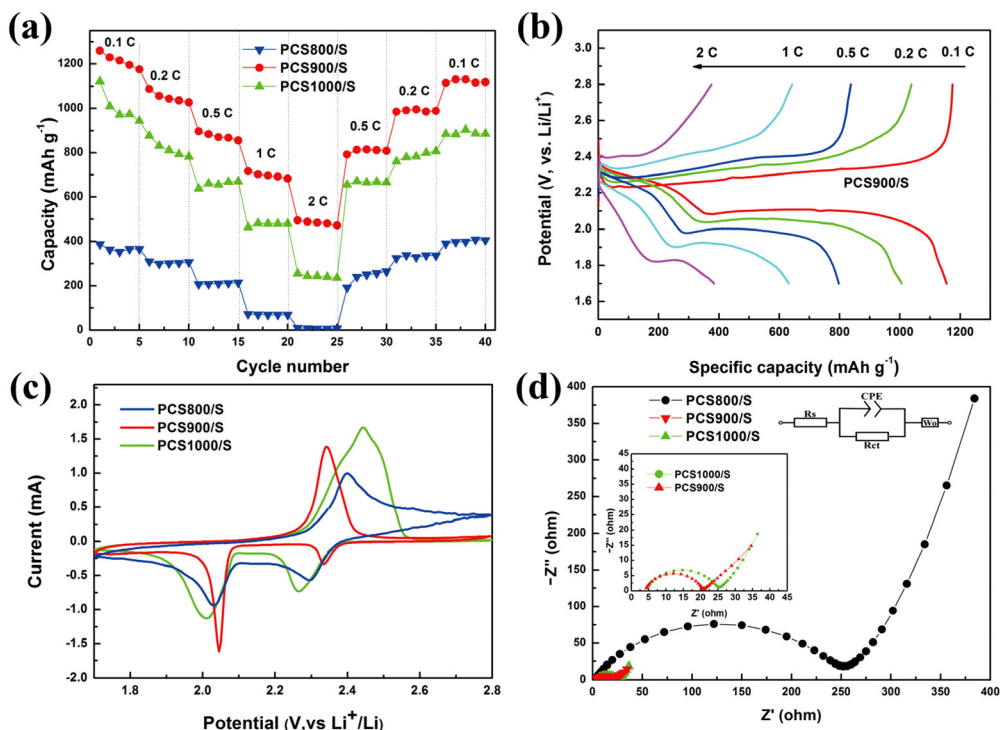 (a)
PCS800/S
PCS900/S
PCS1000/S
0.1 C
0.2 C
0.5 C
1 C
2 C
0.5 C
0.2 C
0.1 C
1200
1000
800
600
400
200
0
0 5 10 15 20 25 30 35 40
Capacity (mAh g⁻¹)
Cycle number
(b)
2 C 1 C 0.5 C 0.2 C 0.1 C
PCS900/S
3.0
2.8
2.6
2.4
2.2
2.0
1.8
1.6
0 200 400 600 800 1000 1200
Potential (V, vs. Li/Li⁺)
Specific capacity (mAh g⁻¹)
(c)
PCS800/S
PCS900/S
PCS1000/S
2.0
1.5
1.0
0.5
0.0
-0.5
-1.0
-1.5
-2.0
1.8 2.0 2.2 2.4 2.6 2.8
Current (mA)
Potential (V,vs Li⁺/Li)
(d)
PCS800/S
PCS900/S
PCS1000/S
Rs
CPE
Rct
Wo
400
350
300
250
200
150
100
50
0
0 50 100 150 200 250 300 350 400
−Z'' (ohm)
Z' (ohm)
PCS1000/S
PCS900/S
45
40
35
30
25
20
15
10
5
0
0 5 10 15 20 25 30 35 40 45
−Z'' (ohm)
Z' (ohm)